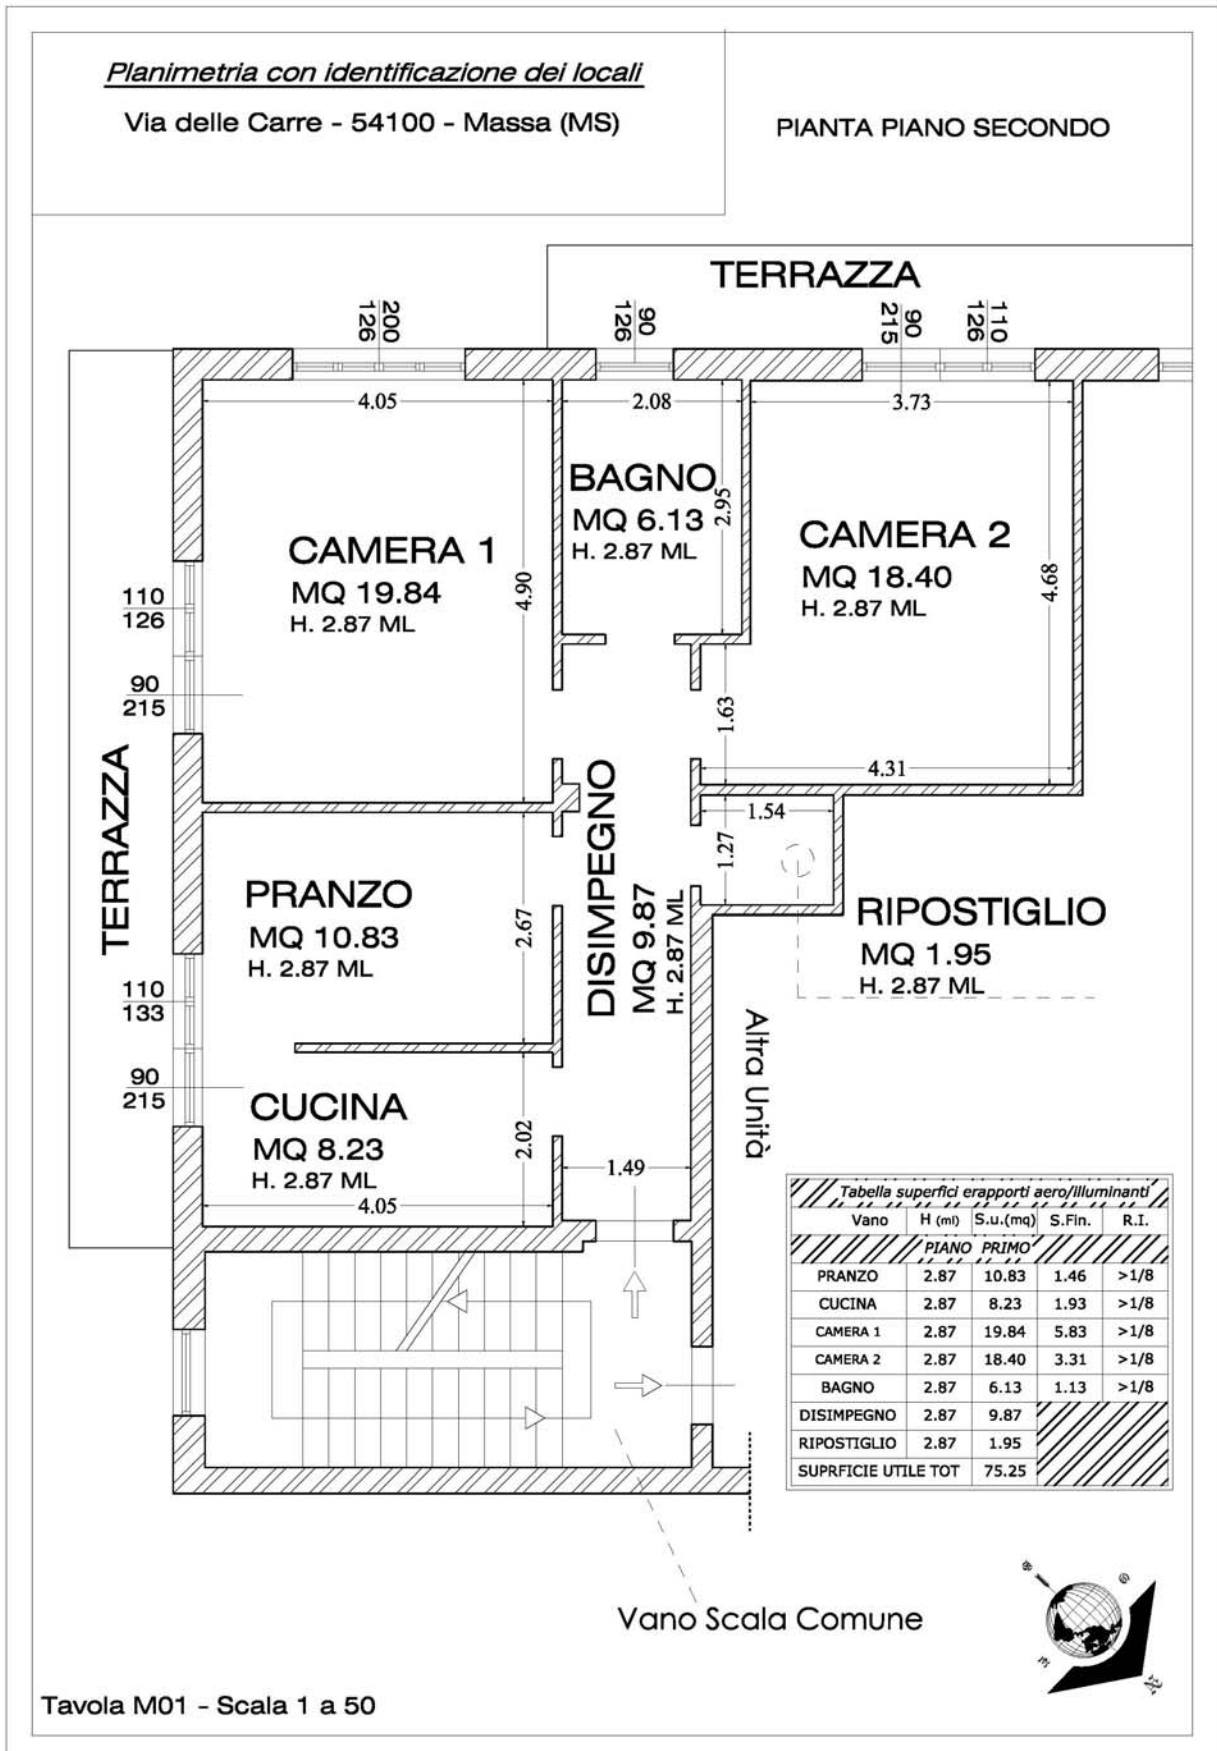 Planimetria con identificazione dei locali
Via delle Carre - 54100 - Massa (MS)
PIANTA PIANO SECONDO
TERRAZZA
200
126
90
126
90
215
110
126
4.05
2.08
3.73
BAGNO
MQ 6.13
H. 2.87 ML
2.95
CAMERA 1
MQ 19.84
H. 2.87 ML
4.90
CAMERA 2
MQ 18.40
H. 2.87 ML
4.68
110
126
90
215
1.63
4.31
TERRAZZA
DISIMPEGNO
MQ 9.87
H. 2.87 ML
1.54
1.27
PRANZO
MQ 10.83
H. 2.87 ML
2.67
RIPOSTIGLIO
MQ 1.95
H. 2.87 ML
110
133
90
215
Altra Unità
CUCINA
MQ 8.23
H. 2.87 ML
2.02
4.05
1.49
Tabella superfici erapporti aero/illuminanti
Vano H (ml) S.u.(mq) S.Fin. R.I.
PIANO PRIMO
PRANZO 2.87 10.83 1.46 >1/8
CUCINA 2.87 8.23 1.93 >1/8
CAMERA 1 2.87 19.84 5.83 >1/8
CAMERA 2 2.87 18.40 3.31 >1/8
BAGNO 2.87 6.13 1.13 >1/8
DISIMPEGNO 2.87 9.87
RIPOSTIGLIO 2.87 1.95
SUPRFICIE UTILE TOT 75.25
Vano Scala Comune
Tavola M01 - Scala 1 a 50